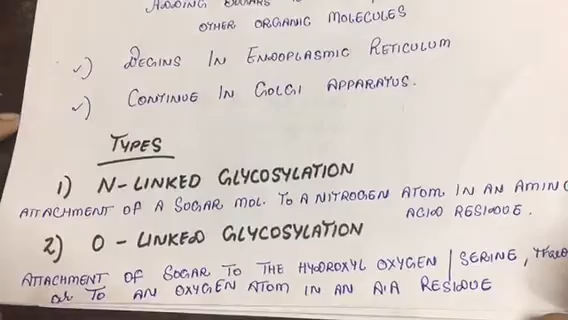 ADDING SUGARS
OTHER ORGANIC MOLECULES
✓) BEGINS IN ENDOPLASMIC RETICULUM
✓) CONTINUE IN GOLGI APPARATUS.
TYPES
1) N-LINKED GLYCOSYLATION
ATTACHMENT OF A SUGAR MOL. TO A NITROGEN ATOM IN AN AMINO
ACID RESIDUE.
2) O-LINKED GLYCOSYLATION
ATTACHMENT OF SUGAR TO THE HYDROXYL OXYGEN | SERINE,
OR TO AN OXYGEN ATOM IN AN A.A RESIDUE